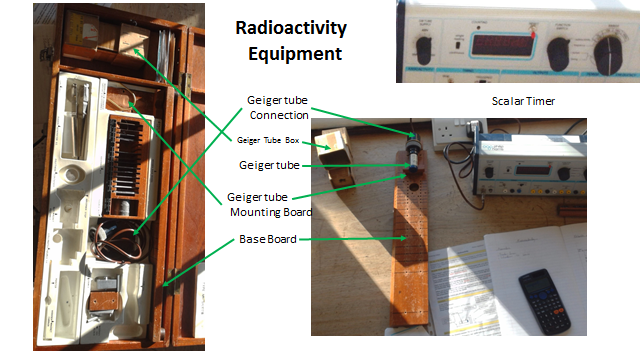 Radioactivity
Equipment
Geiger tube
Connection
Geiger Tube Box
Geiger tube
Geiger tube
Mounting Board
Base Board
Scalar Timer